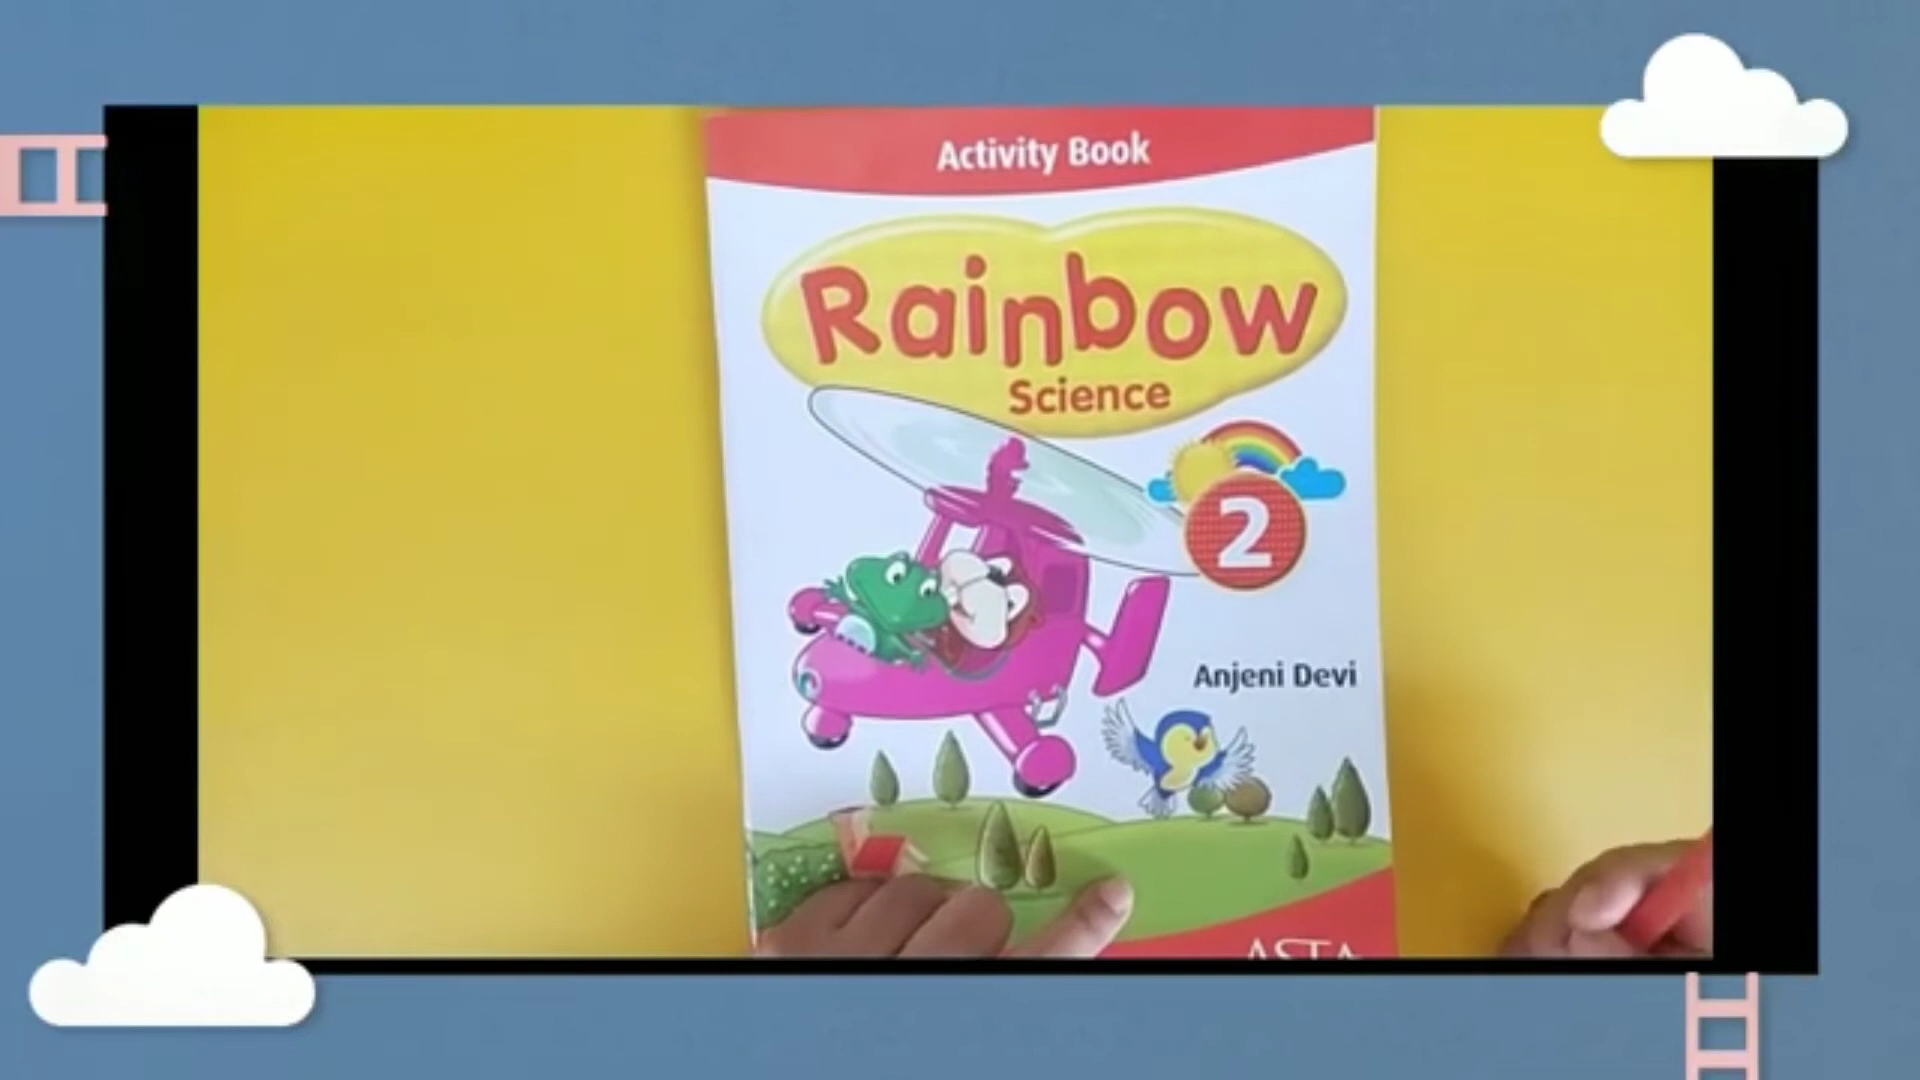 Activity Book
Rainbow
Science
2
Anjeni Devi